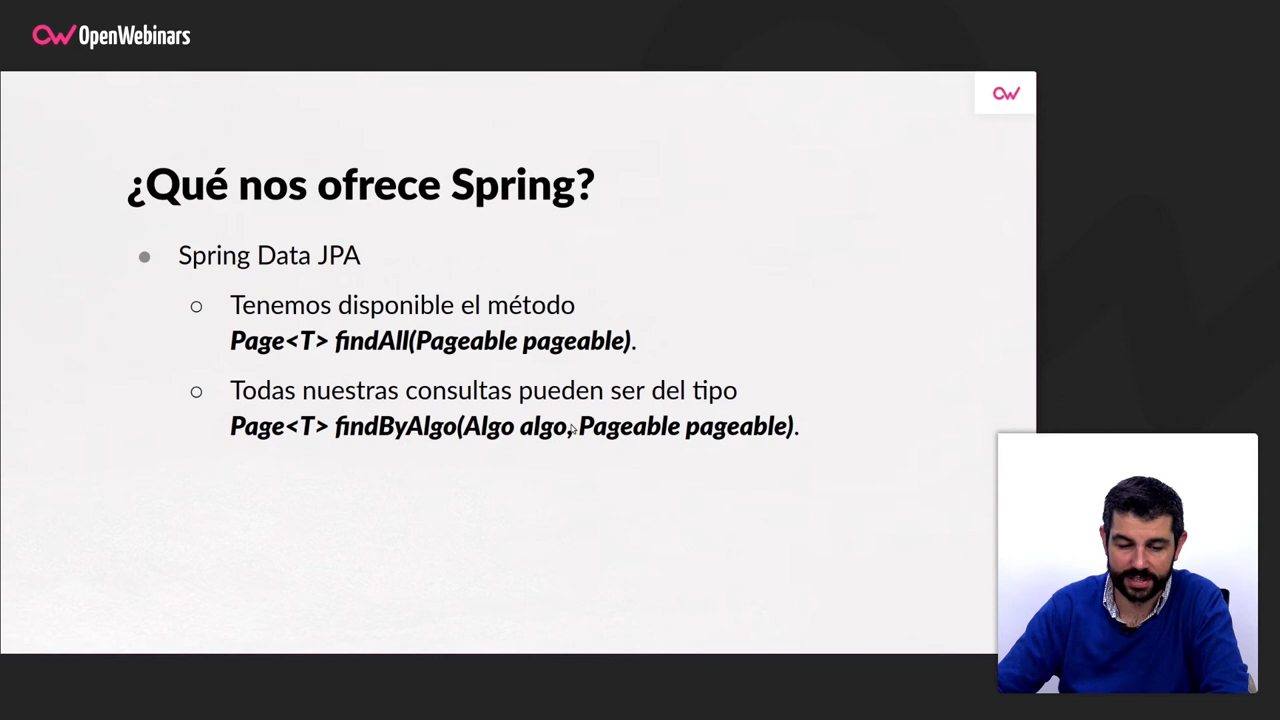 OpenWebinars
¿Qué nos ofrece Spring?
Spring Data JPA
Tenemos disponible el método
Page<T> findAll(Pageable pageable).
Todas nuestras consultas pueden ser del tipo
Page<T> findByAlgo(Algo algo, Pageable pageable).